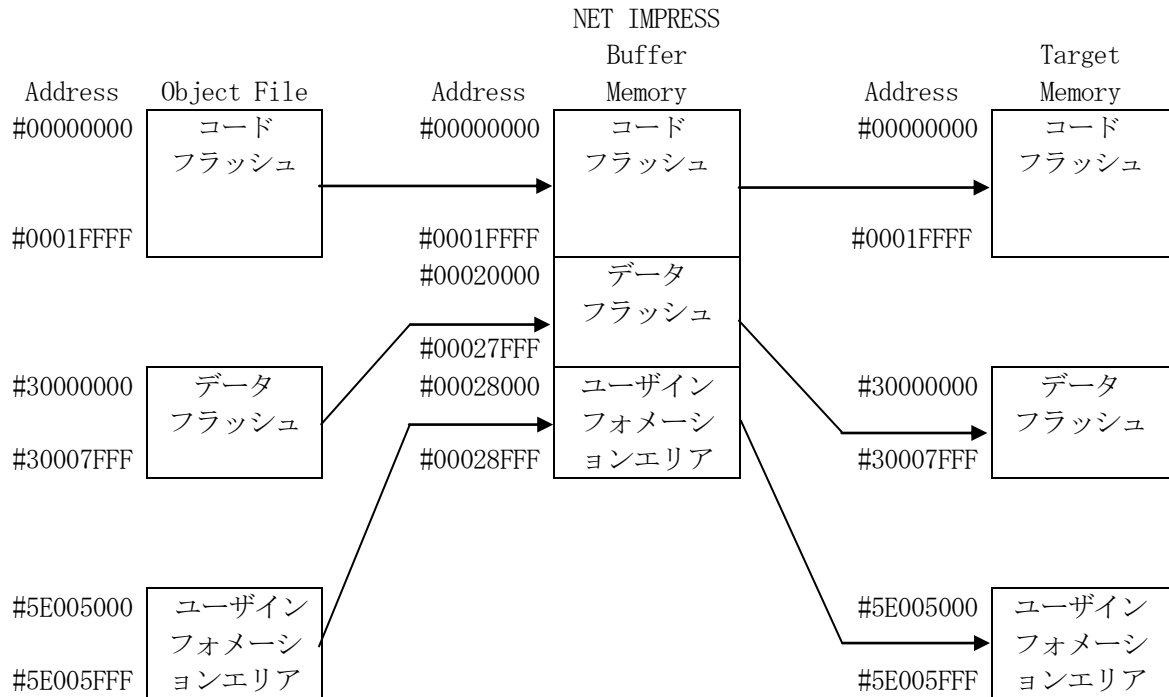 NET IMPRESS
Buffer
Target
Address Object File Address Memory Address Memory
#00000000 コード #00000000 コード #00000000 コード
フラッシュ フラッシュ フラッシュ
#0001FFFF #0001FFFF #0001FFFF
#00020000 データ
フラッシュ
#00027FFF
#30000000 データ #00028000 ユーザイン #30000000 データ
フラッシュ フォメーシ フラッシュ
#30007FFF #00028FFF ョンエリア #30007FFF
#5E005000 ユーザイン #5E005000 ユーザイン
フォメーシ フォメーシ
#5E005FFF ョンエリア #5E005FFF ョンエリア